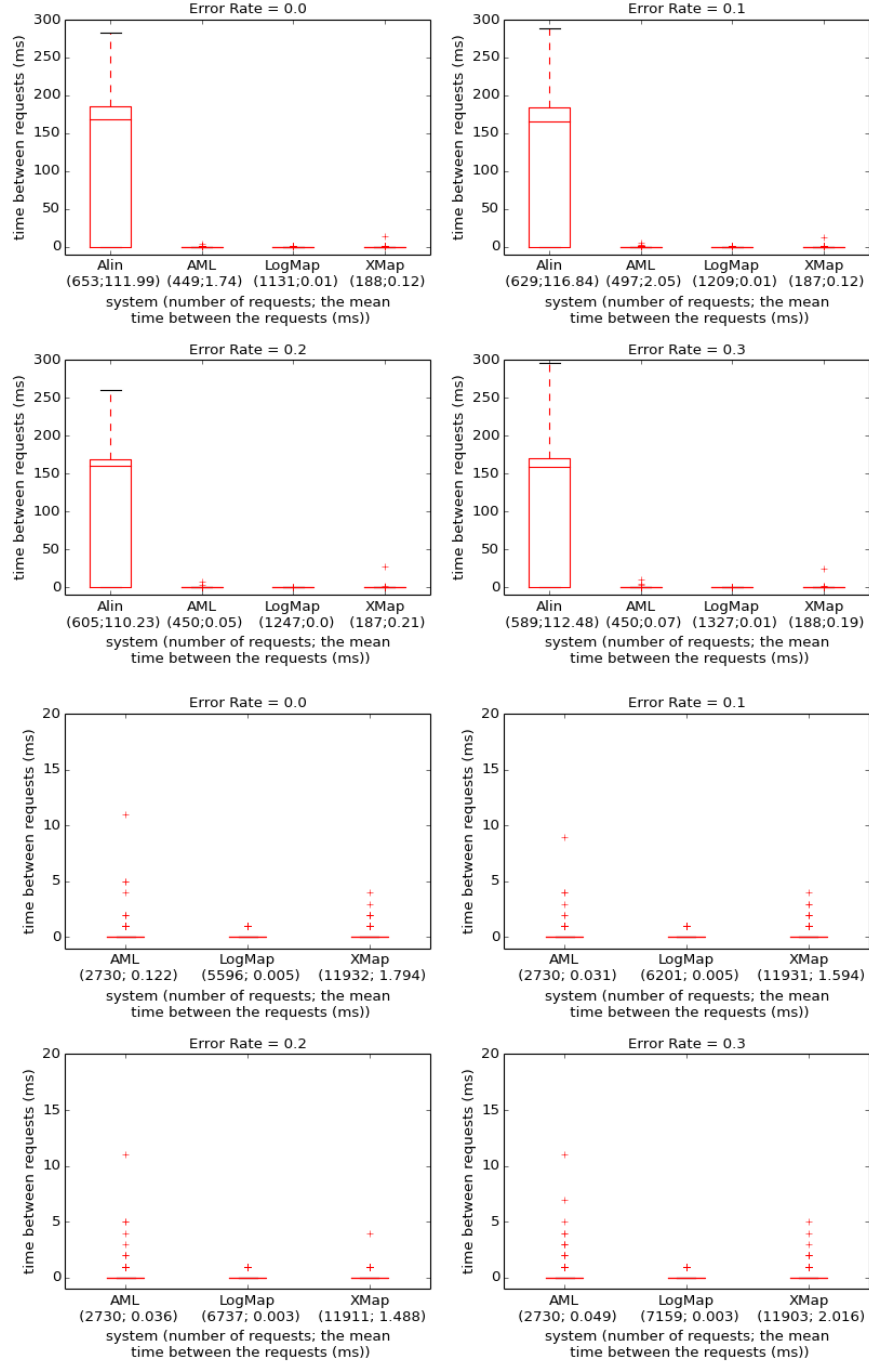 Error Rate = 0.0
300
250
200
150
100
50
0
time between requests (ms)
Alin AML LogMap XMap
(653;111.99) (449;1.74) (1131;0.01) (188;0.12)
system (number of requests; the mean
time between the requests (ms))
Error Rate = 0.1
300
250
200
150
100
50
0
time between requests (ms)
Alin AML LogMap XMap
(629;116.84) (497;2.05) (1209;0.01) (187;0.12)
system (number of requests; the mean
time between the requests (ms))
Error Rate = 0.2
300
250
200
150
100
50
0
time between requests (ms)
Alin AML LogMap XMap
(605;110.23) (450;0.05) (1247;0.0) (187;0.21)
system (number of requests; the mean
time between the requests (ms))
Error Rate = 0.3
300
250
200
150
100
50
0
time between requests (ms)
Alin AML LogMap XMap
(589;112.48) (450;0.07) (1327;0.01) (188;0.19)
system (number of requests; the mean
time between the requests (ms))
Error Rate = 0.0
20
15
10
5
0
time between requests (ms)
AML LogMap XMap
(2730; 0.122) (5596; 0.005) (11932; 1.794)
system (number of requests; the mean
time between the requests (ms))
Error Rate = 0.1
20
15
10
5
0
time between requests (ms)
AML LogMap XMap
(2730; 0.031) (6201; 0.005) (11931; 1.594)
system (number of requests; the mean
time between the requests (ms))
Error Rate = 0.2
20
15
10
5
0
time between requests (ms)
AML LogMap XMap
(2730; 0.036) (6737; 0.003) (11911; 1.488)
system (number of requests; the mean
time between the requests (ms))
Error Rate = 0.3
20
15
10
5
0
time between requests (ms)
AML LogMap XMap
(2730; 0.049) (7159; 0.003) (11903; 2.016)
system (number of requests; the mean
time between the requests (ms))